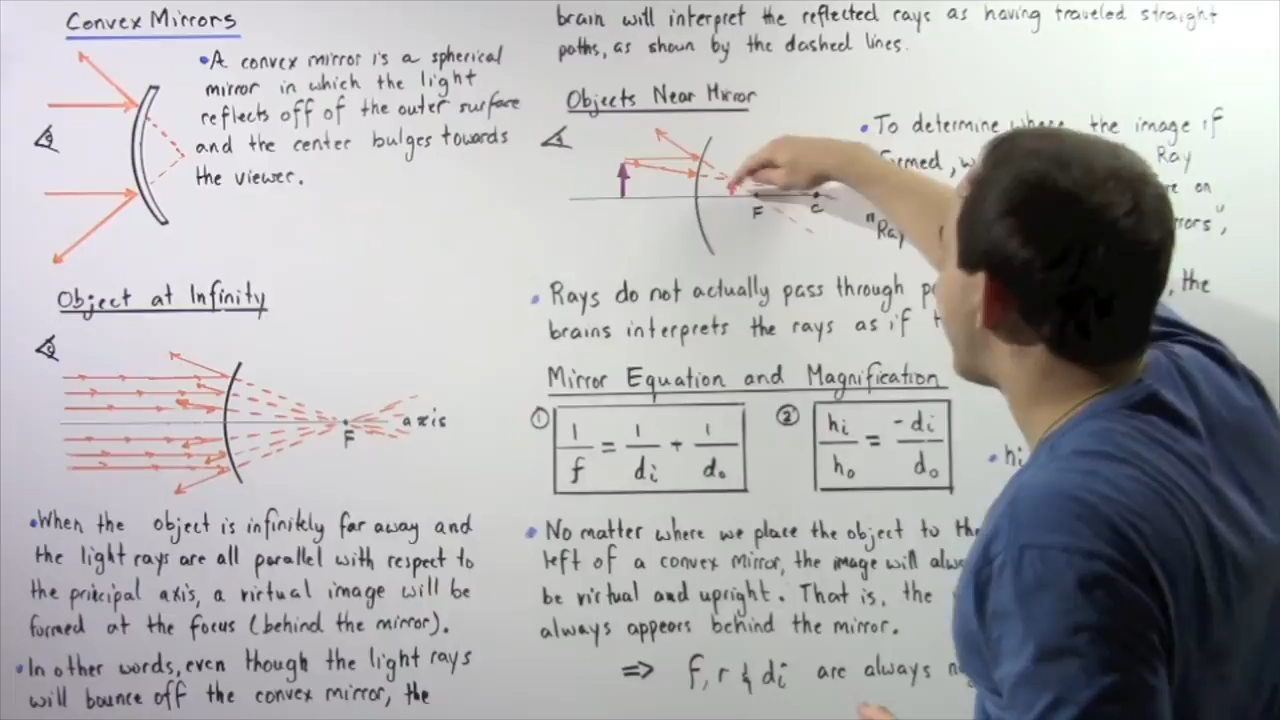 Convex Mirrors
• A convex mirror is a spherical
mirror in which the light
reflects off of the outer surface
and the center bulges towards
the viewer.
Object at Infinity
F
axis
• When the object is infinitely far away and
the light rays are all parallel with respect to
the pricipal axis, a virtual image will be
formed at the focus (behind the mirror).
• In other words, even though the light rays
will bounce off the convex mirror, the
brain will interpret the reflected rays as having traveled straight
paths, as shown by the dashed lines.
Objects Near Mirror
F C
• To determine where the image if
formed, Ray
on
"Ray rrors",
• Rays do not actually pass through the
brains interprets the rays as if
Mirror Equation and Magnification
① 1/f = 1/di + 1/do
② hi/ho = -di/do
• hi
• No matter where we place the object to the
left of a convex mirror, the image will
be virtual and upright. That is, the
always appears behind the mirror.
⇒ f, r & di are always